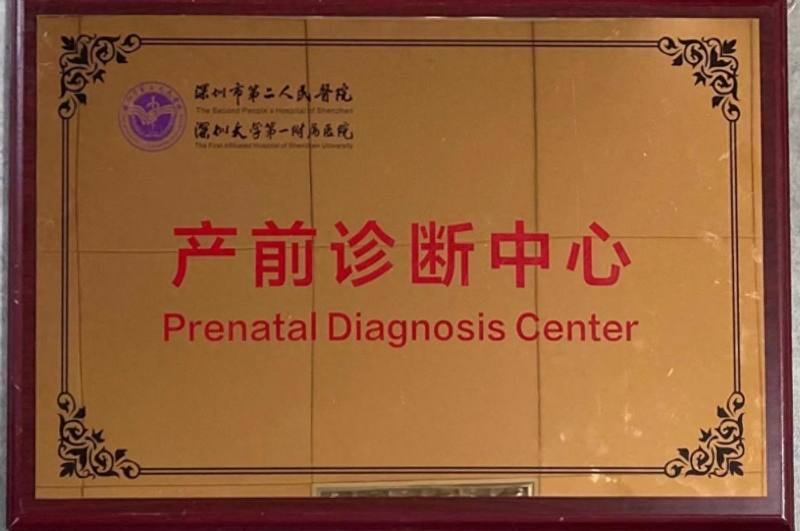 深圳市第二人民醫院
The Second People's Hospital of Shenzhen
深圳大学第一附属医院
The First Affiliated Hospital of Shenzhen University
产前诊断中心
Prenatal Diagnosis Center